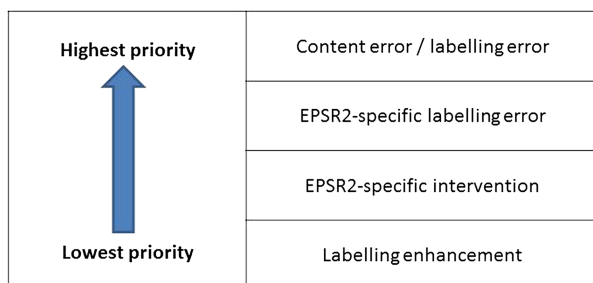 Highest priority
Content error / labelling error
EPSR2-specific labelling error
EPSR2-specific intervention
Lowest priority
Labelling enhancement